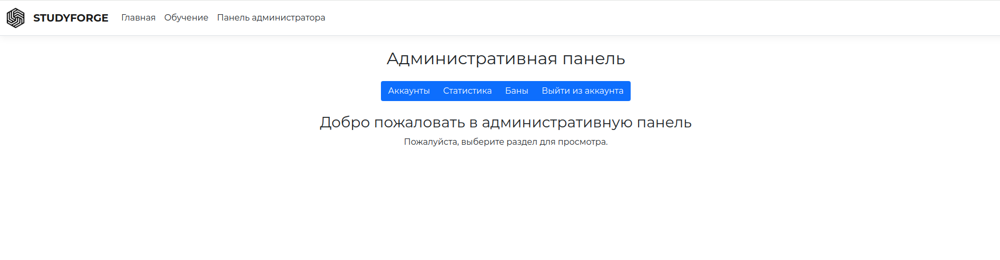 STUDYFORGE Главная Обучение Панель администратора
Административная панель
Аккаунты Статистика Баны Выйти из аккаунта
Добро пожаловать в административную панель
Пожалуйста, выберите раздел для просмотра.